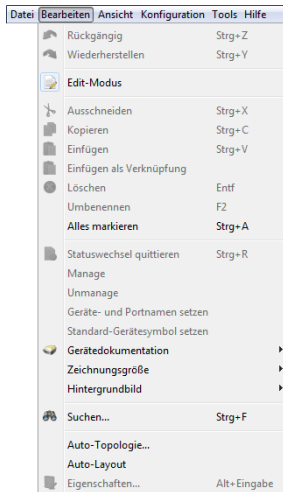 Datei Bearbeiten Ansicht Konfiguration Tools Hilfe
Rückgängig Strg+Z
Wiederherstellen Strg+Y
Edit-Modus
Ausschneiden Strg+X
Kopieren Strg+C
Einfügen Strg+V
Einfügen als Verknüpfung
Löschen Entf
Umbenennen F2
Alles markieren Strg+A
Statuswechsel quittieren Strg+R
Manage
Unmanage
Geräte- und Portnamen setzen
Standard-Gerätesymbol setzen
Gerätedokumentation
Zeichnungsgröße
Hintergrundbild
Suchen... Strg+F
Auto-Topologie...
Auto-Layout
Eigenschaften... Alt+Eingabe